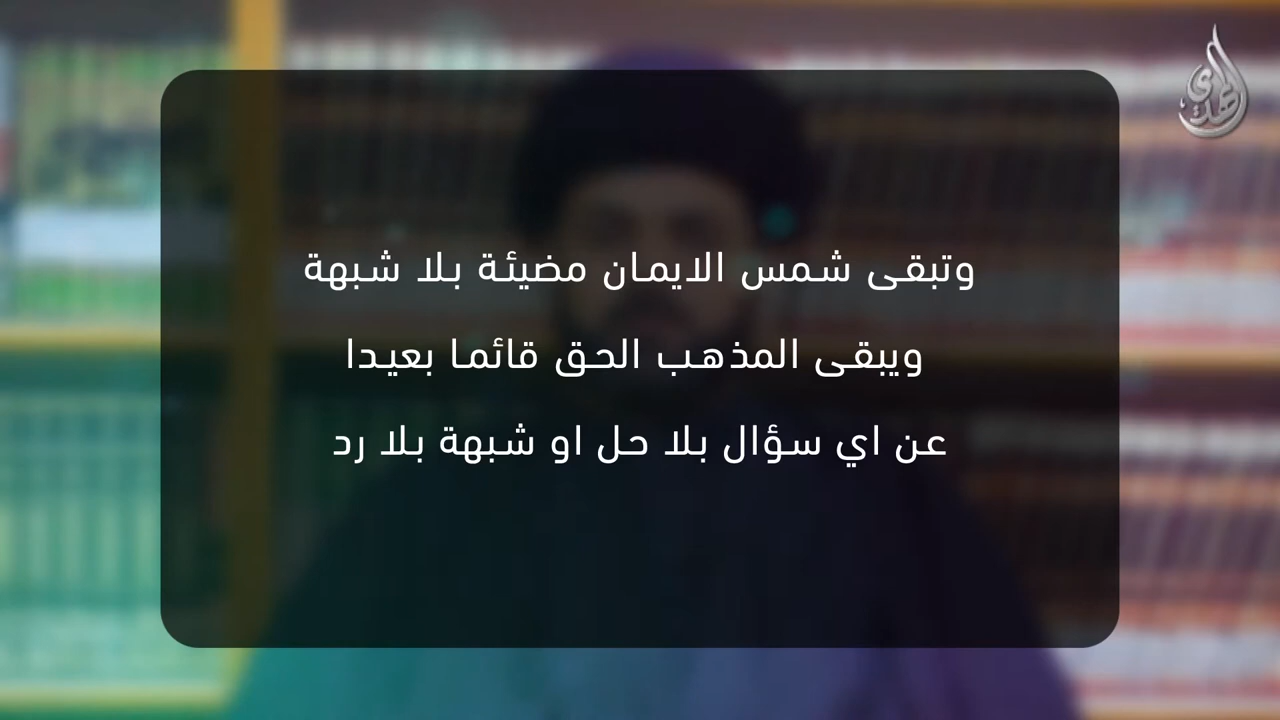 الهدى
وتبقى شمس الايمان مضيئة بلا شبهة
ويبقى المذهب الحق قائما بعيدا
عن اي سؤال بلا حل او شبهة بلا رد